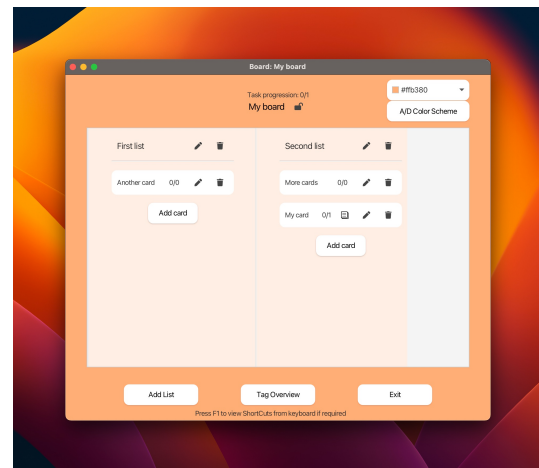 Board: My board
Task progression: 0/1
My board
#ffb380
A/D Color Scheme
First list
Second list
Another card 0/0
More cards 0/0
Add card
My card 0/1
Add card
Add List
Tag Overview
Exit
Press F1 to view ShortCuts from keyboard if required